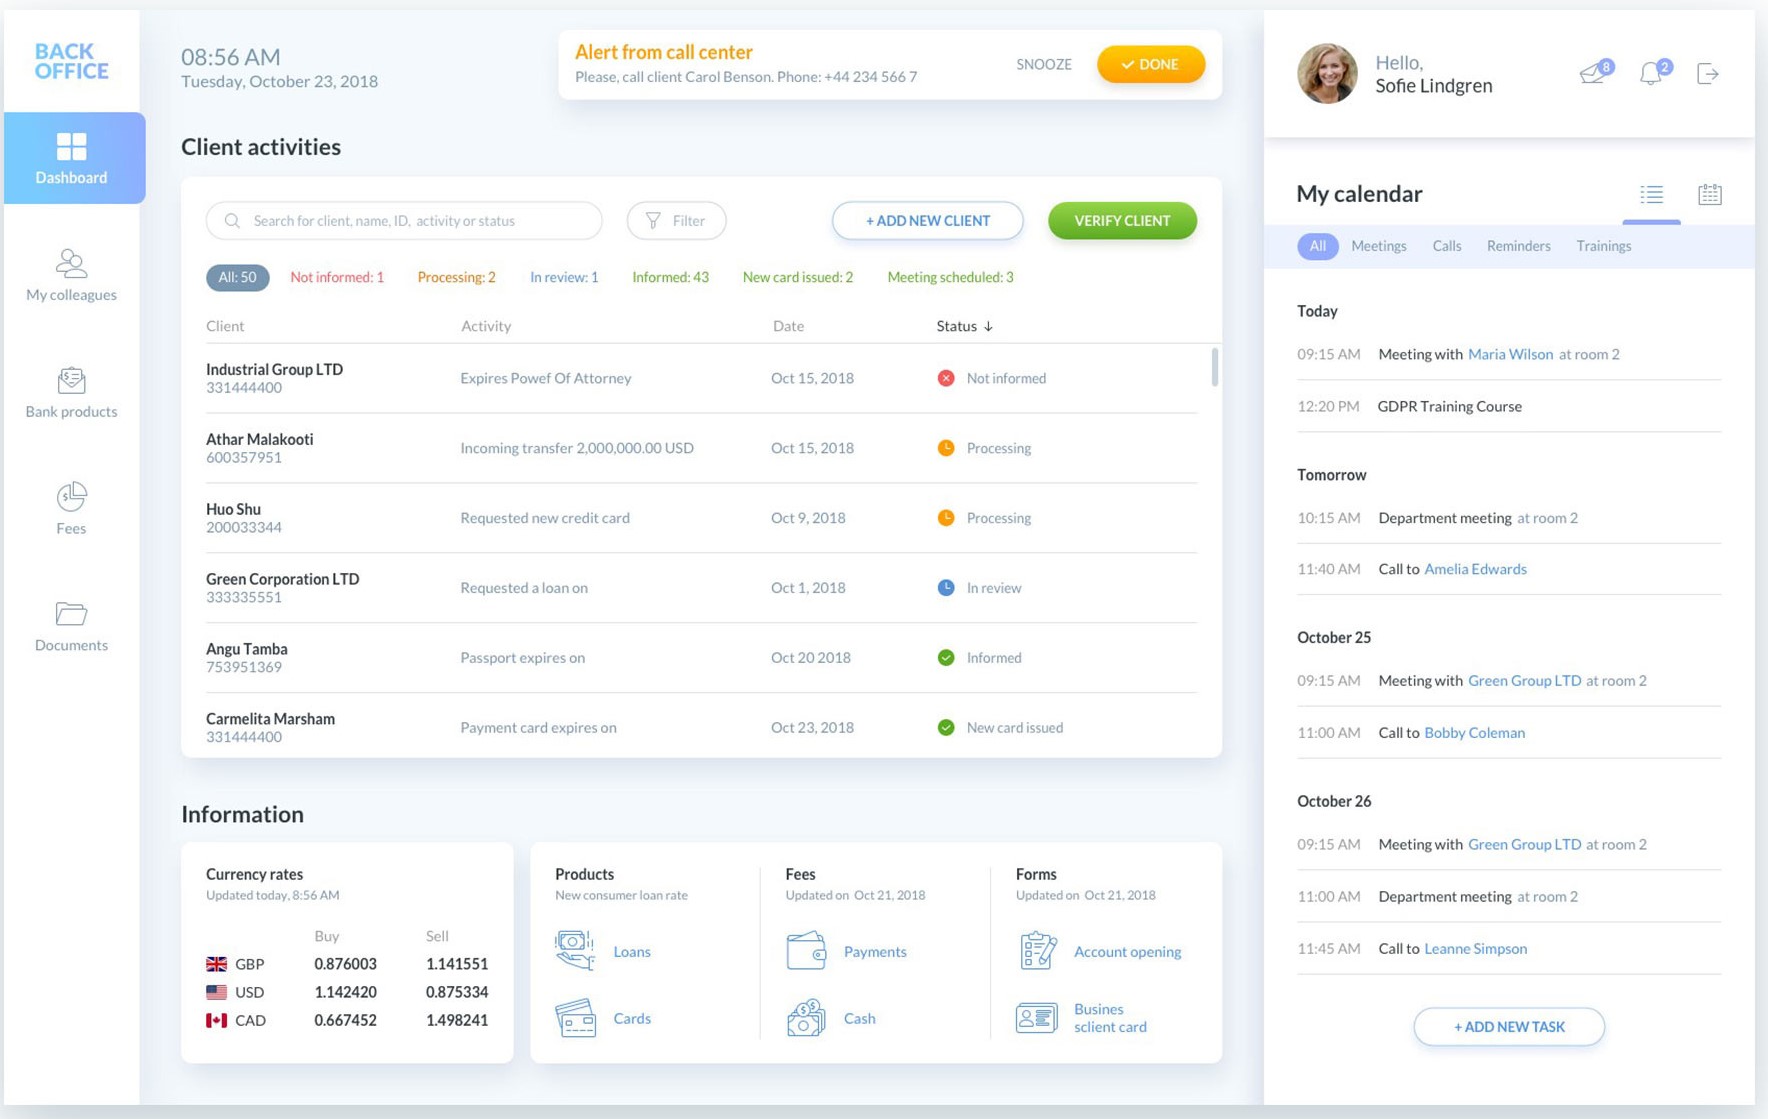 BACK
OFFICE
Dashboard
My colleagues
Bank products
Fees
Documents
08:56 AM
Tuesday, October 23, 2018
Alert from call center
Please, call client Carol Benson. Phone: +44 234 566 7
SNOOZE
DONE
Client activities
Search for client, name, ID, activity or status
Filter
+ ADD NEW CLIENT
VERIFY CLIENT
All: 50 Not informed: 1 Processing: 2 In review: 1 Informed: 43 New card issued: 2 Meeting scheduled: 3
Client Activity Date Status ↓
Industrial Group LTD
331444400
Expires Powef Of Attorney Oct 15, 2018 Not informed
Athar Malakooti
600357951
Incoming transfer 2,000,000.00 USD Oct 15, 2018 Processing
Huo Shu
200033344
Requested new credit card Oct 9, 2018 Processing
Green Corporation LTD
333335551
Requested a loan on Oct 1, 2018 In review
Angu Tamba
753951369
Passport expires on Oct 20 2018 Informed
Carmelita Marsham
331444400
Payment card expires on Oct 23, 2018 New card issued
Information
Currency rates
Updated today, 8:56 AM
Buy Sell
GBP 0.876003 1.141551
USD 1.142420 0.875334
CAD 0.667452 1.498241
Products
New consumer loan rate
Loans
Cards
Fees
Updated on Oct 21, 2018
Payments
Cash
Forms
Updated on Oct 21, 2018
Account opening
Busines
sclient card
Hello,
Sofie Lindgren
8
2
My calendar
All Meetings Calls Reminders Trainings
Today
09:15 AM Meeting with Maria Wilson at room 2
12:20 PM GDPR Training Course
Tomorrow
10:15 AM Department meeting at room 2
11:40 AM Call to Amelia Edwards
October 25
09:15 AM Meeting with Green Group LTD at room 2
11:00 AM Call to Bobby Coleman
October 26
09:15 AM Meeting with Green Group LTD at room 2
11:00 AM Department meeting at room 2
11:45 AM Call to Leanne Simpson
+ ADD NEW TASK